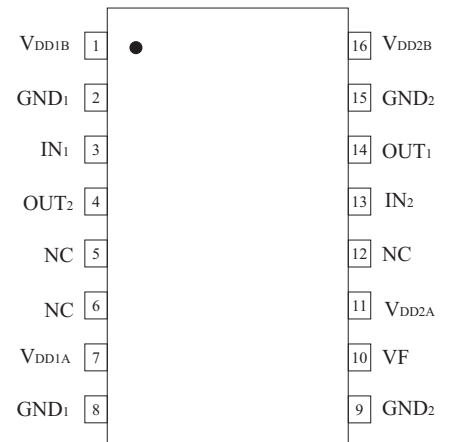 VDD1B 1 16 VDD2B
GND1 2 15 GND2
IN1 3 14 OUT1
OUT2 4 13 IN2
NC 5 12 NC
NC 6 11 VDD2A
VDD1A 7 10 VF
GND1 8 9 GND2